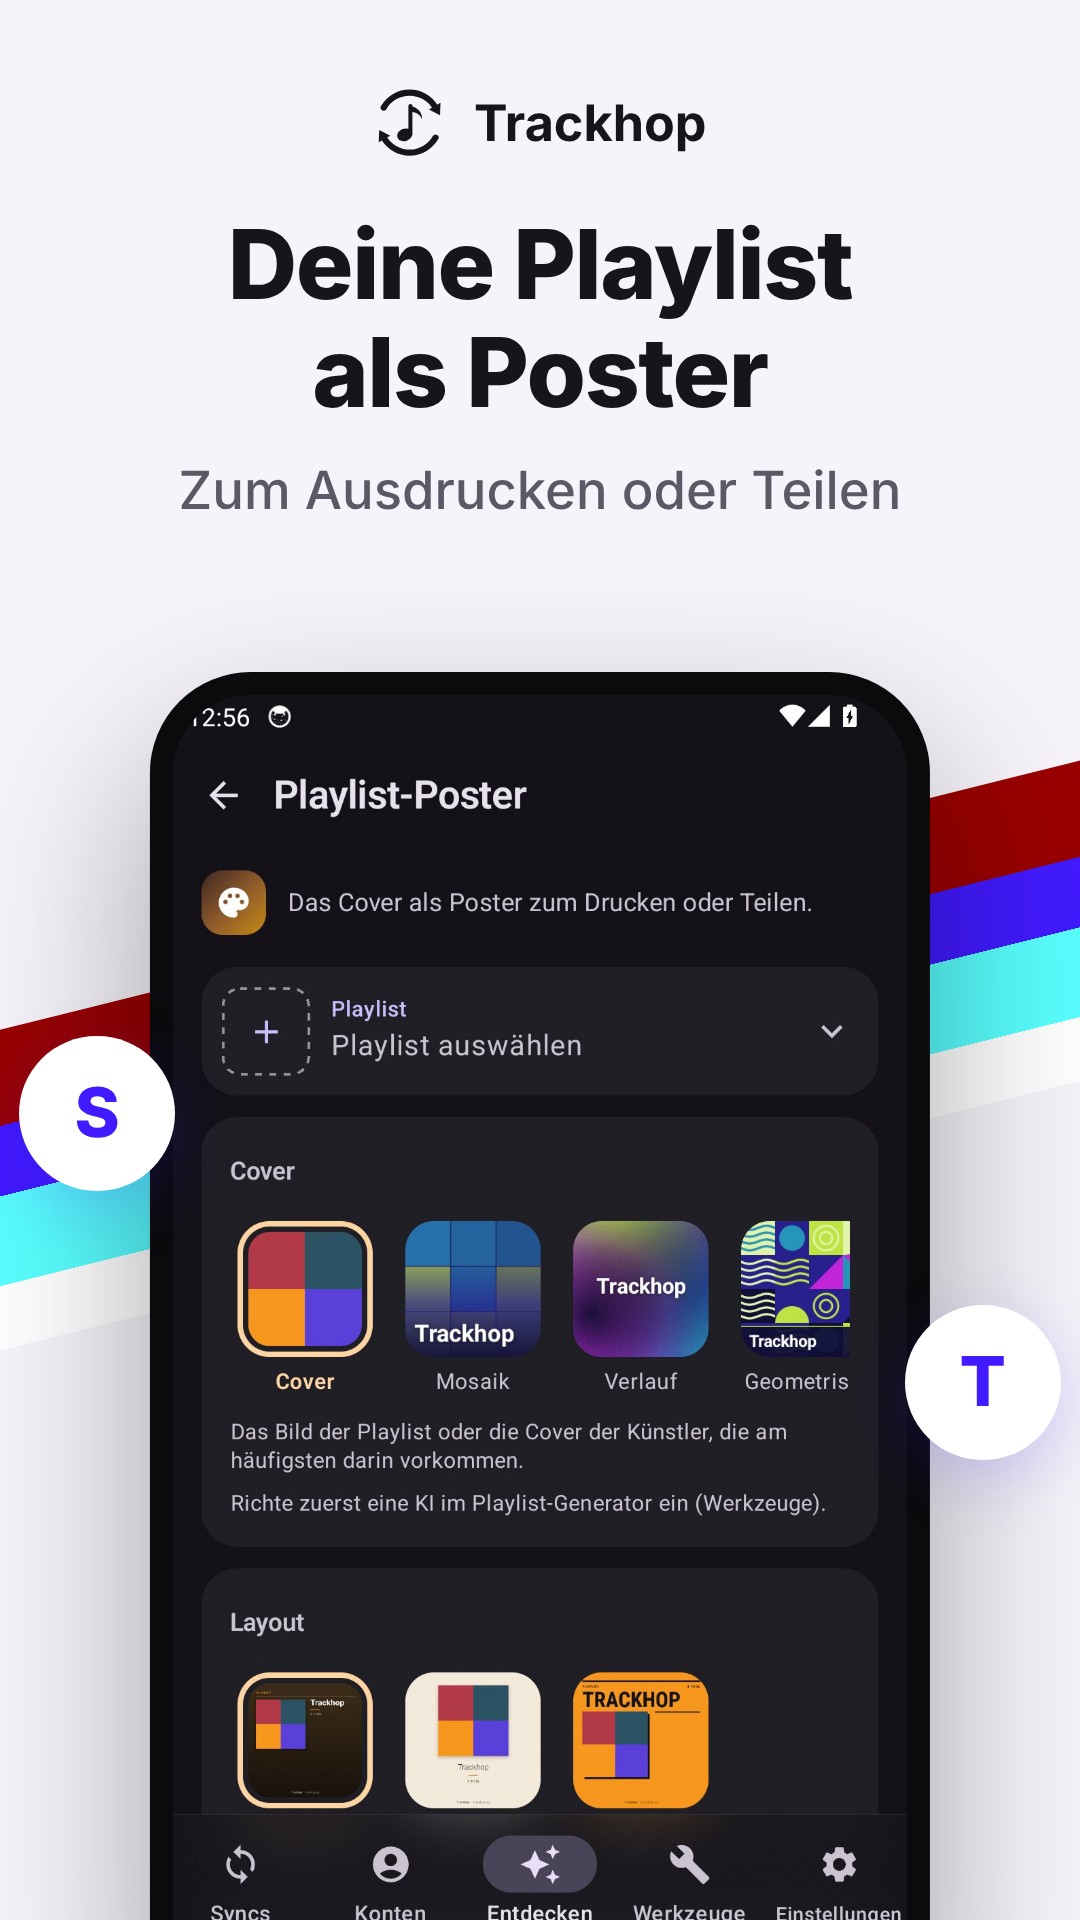 Trackhop
Deine Playlist
als Poster
Zum Ausdrucken oder Teilen
12:56
Playlist-Poster
Das Cover als Poster zum Drucken oder Teilen.
Playlist
Playlist auswählen
Cover
Trackhop
Trackhop
Trackhop
Cover
Mosaik
Verlauf
Geometris
Das Bild der Playlist oder die Cover der Künstler, die am
häufigsten darin vorkommen.
Richte zuerst eine KI im Playlist-Generator ein (Werkzeuge).
S
T
Layout
Trackhop
Trackhop
TRACKHOP
Syncs
Konten
Entdecken
Werkzeuge
Einstellungen